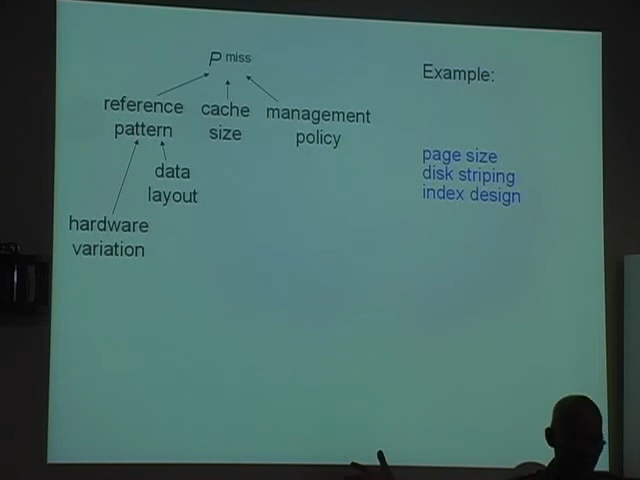 P miss
Example:
reference pattern
cache size
management policy
page size
disk striping
index design
data layout
hardware variation